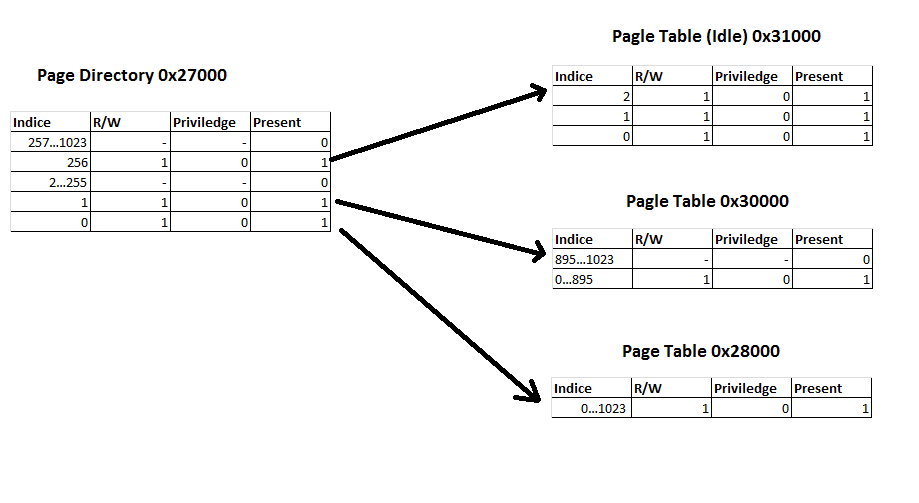 Page Directory 0x27000
Indice R/W Priviledge Present
257...1023 - - 0
256 1 0 1
2...255 - - 0
1 1 0 1
0 1 0 1
Pagle Table (Idle) 0x31000
Indice R/W Priviledge Present
2 1 0 1
1 1 0 1
0 1 0 1
Pagle Table 0x30000
Indice R/W Priviledge Present
895...1023 - - 0
0...895 1 0 1
Page Table 0x28000
Indice R/W Priviledge Present
0...1023 1 0 1